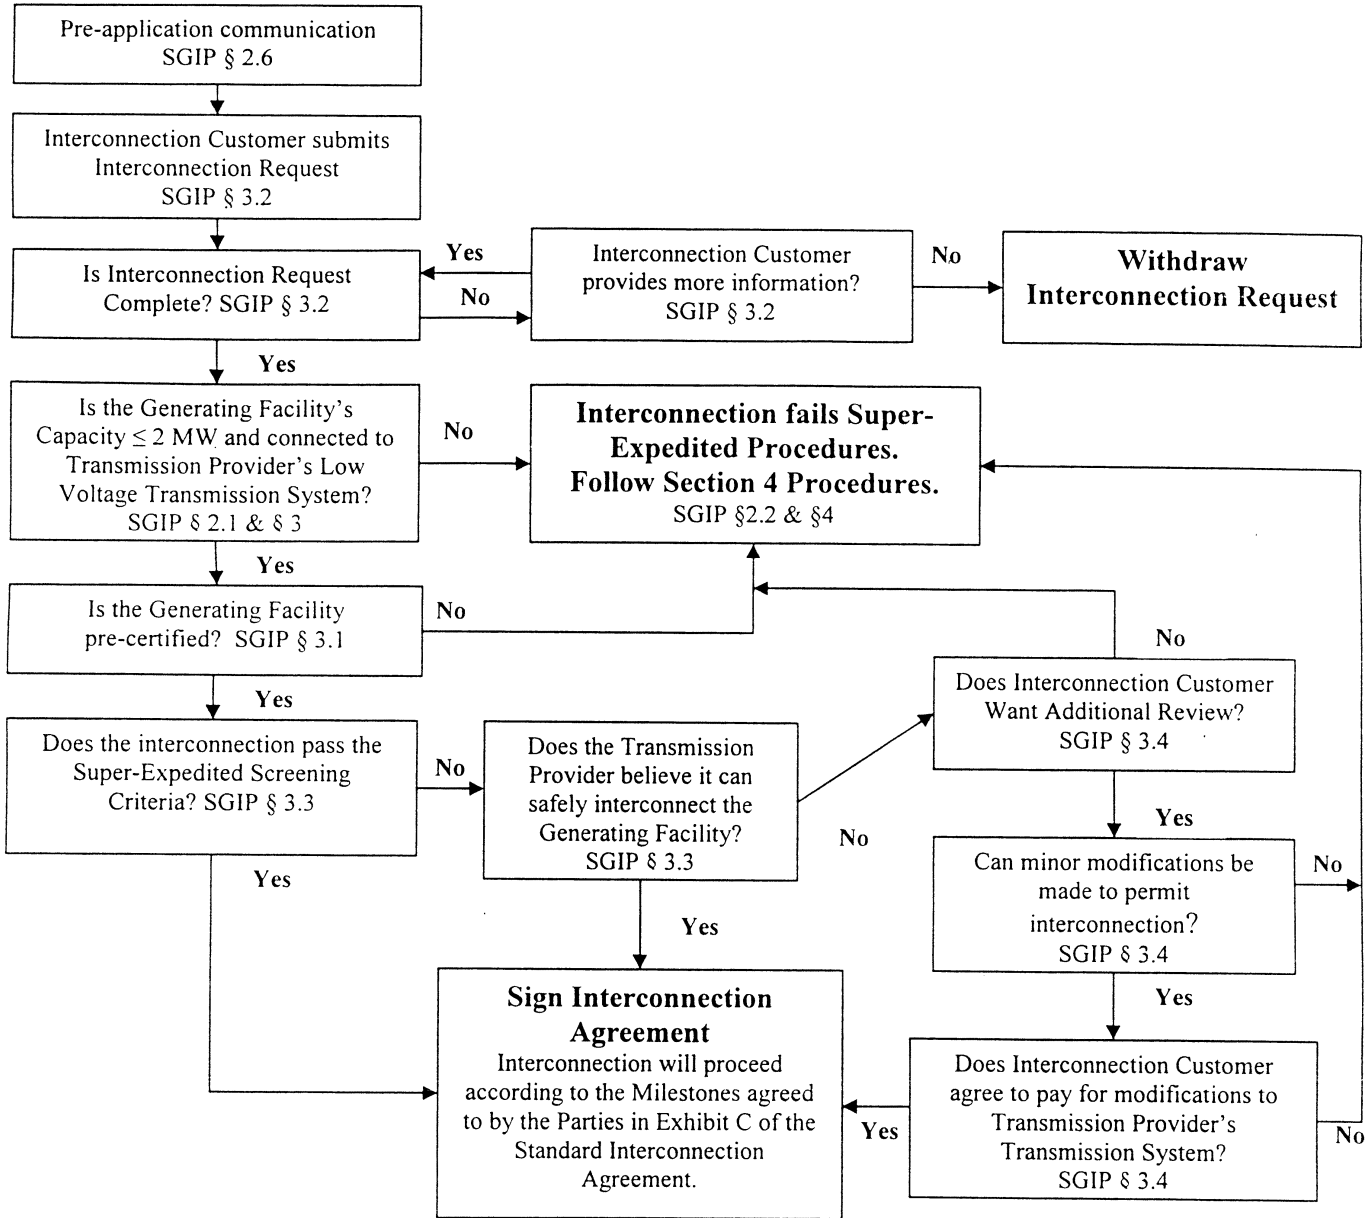 Pre-application communication
SGIP § 2.6
Interconnection Customer submits
Interconnection Request
SGIP § 3.2
Is Interconnection Request
Complete? SGIP § 3.2
Yes
No
Interconnection Customer
provides more information?
SGIP § 3.2
No
Withdraw
Interconnection Request
Yes
Is the Generating Facility's
Capacity ≤ 2 MW and connected to
Transmission Provider's Low
Voltage Transmission System?
SGIP § 2.1 & § 3
No
Interconnection fails Super-
Expedited Procedures.
Follow Section 4 Procedures.
SGIP §2.2 & §4
Yes
Is the Generating Facility
pre-certified? SGIP § 3.1
No
Yes
Does the interconnection pass the
Super-Expedited Screening
Criteria? SGIP § 3.3
No
Does the Transmission
Provider believe it can
safely interconnect the
Generating Facility?
SGIP § 3.3
No
No
Does Interconnection Customer
Want Additional Review?
SGIP § 3.4
Yes
Can minor modifications be
made to permit
interconnection?
SGIP § 3.4
No
Yes
Yes
Yes
Sign Interconnection
Agreement
Interconnection will proceed
according to the Milestones agreed
to by the Parties in Exhibit C of the
Standard Interconnection
Agreement.
Yes
Does Interconnection Customer
agree to pay for modifications to
Transmission Provider's
Transmission System?
SGIP § 3.4
No